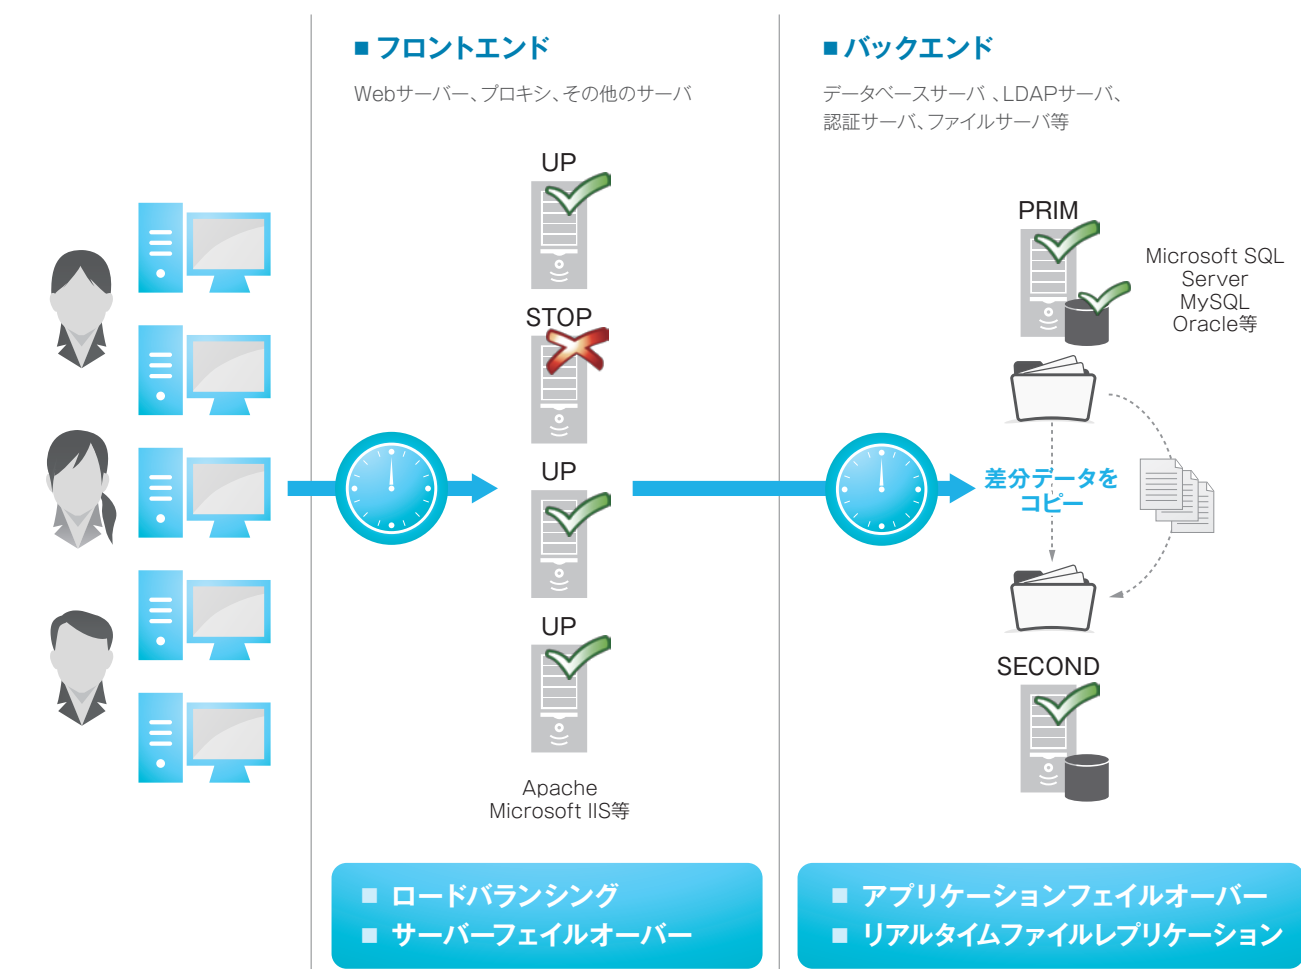 ■ フロントエンド
Webサーバー、プロキシ、その他のサーバ
UP
STOP
UP
UP
Apache
Microsoft IIS等
■ ロードバランシング
■ サーバーフェイルオーバー
■ バックエンド
データベースサーバ 、LDAPサーバ、
認証サーバ、ファイルサーバ等
PRIM
Microsoft SQL
Server
MySQL
Oracle等
差分データを
コピー
SECOND
■ アプリケーションフェイルオーバー
■ リアルタイムファイルレプリケーション